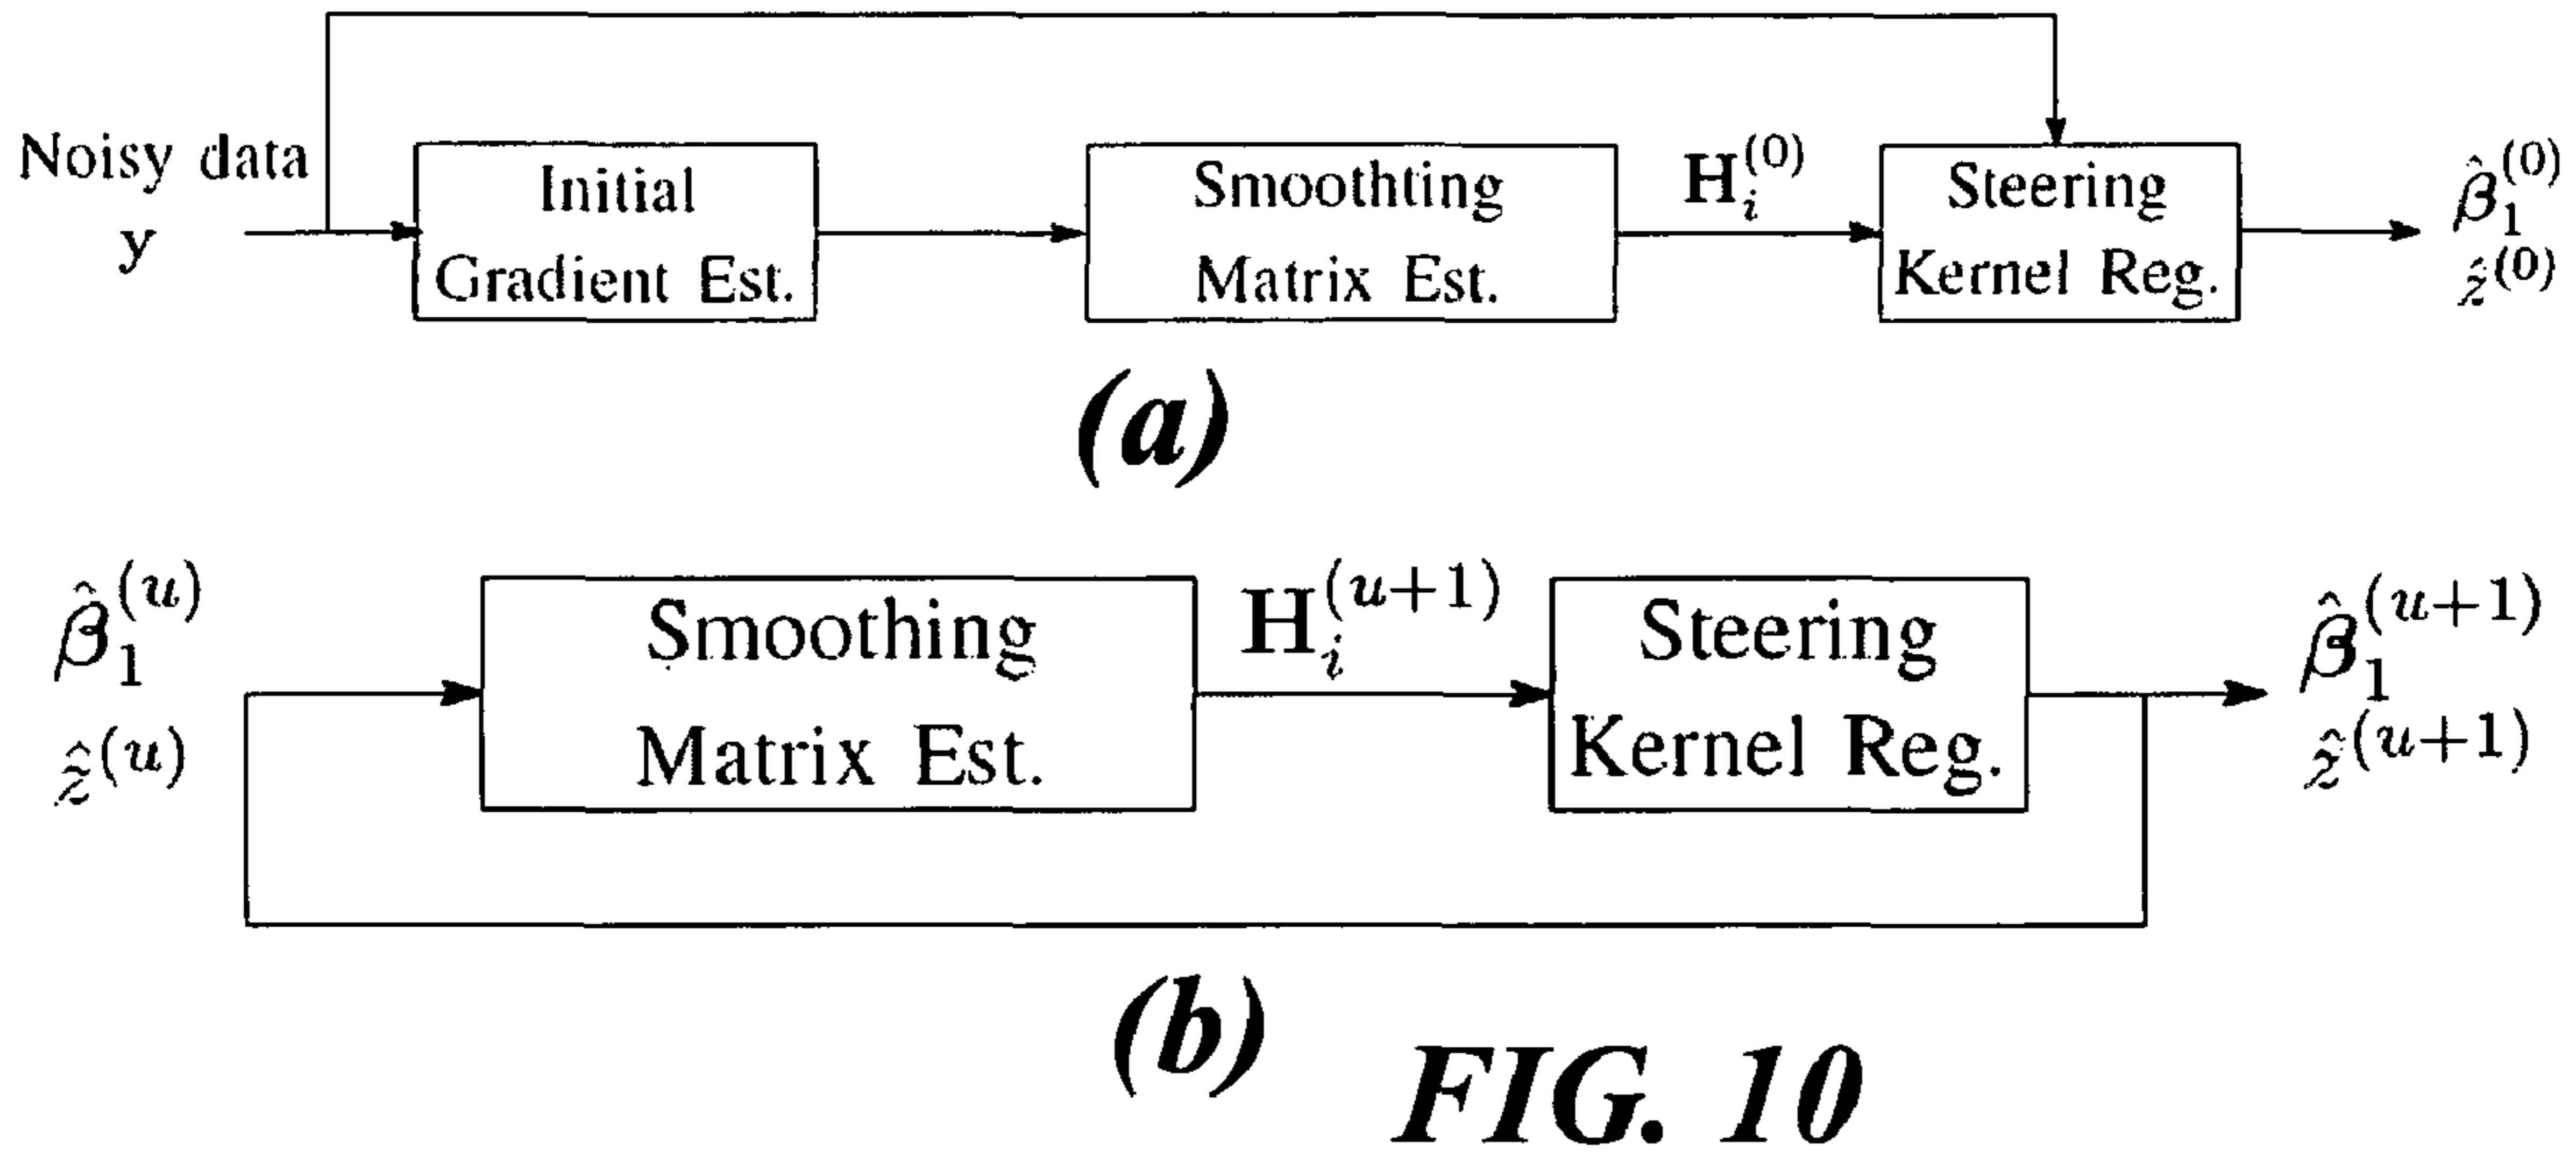 Noisy data
y
Initial
Gradient Est.
Smoothting
Matrix Est.
H_i^(0)
Steering
Kernel Reg.
β̂_1^(0)
ẑ^(0)
(a)
β̂_1^(u)
ẑ^(u)
Smoothing
Matrix Est.
H_i^(u+1)
Steering
Kernel Reg.
β̂_1^(u+1)
ẑ^(u+1)
(b)
FIG. 10